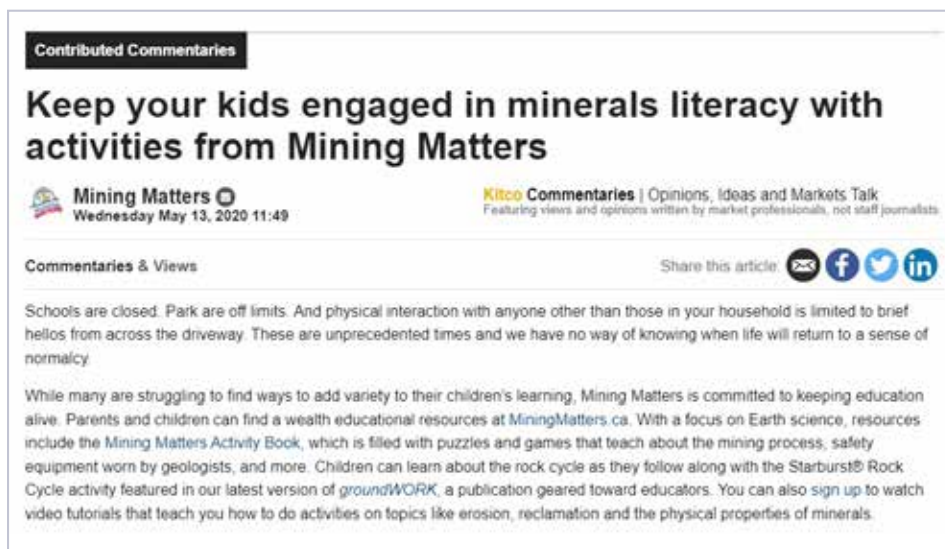 Contributed Commentaries
Keep your kids engaged in minerals literacy with
activities from Mining Matters
Mining Matters
Wednesday May 13, 2020 11:49
Kitco Commentaries | Opinions, Ideas and Markets Talk
Featuring views and opinions written by market professionals, not staff journalists.
Commentaries & Views
Share this article:
Schools are closed. Park are off limits. And physical interaction with anyone other than those in your household is limited to brief
hellos from across the driveway. These are unprecedented times and we have no way of knowing when life will return to a sense of
normalcy.
While many are struggling to find ways to add variety to their children's learning, Mining Matters is committed to keeping education
alive. Parents and children can find a wealth educational resources at MiningMatters.ca. With a focus on Earth science, resources
include the Mining Matters Activity Book, which is filled with puzzles and games that teach about the mining process, safety
equipment worn by geologists, and more. Children can learn about the rock cycle as they follow along with the Starburst® Rock
Cycle activity featured in our latest version of groundWORK, a publication geared toward educators. You can also sign up to watch
video tutorials that teach you how to do activities on topics like erosion, reclamation and the physical properties of minerals.